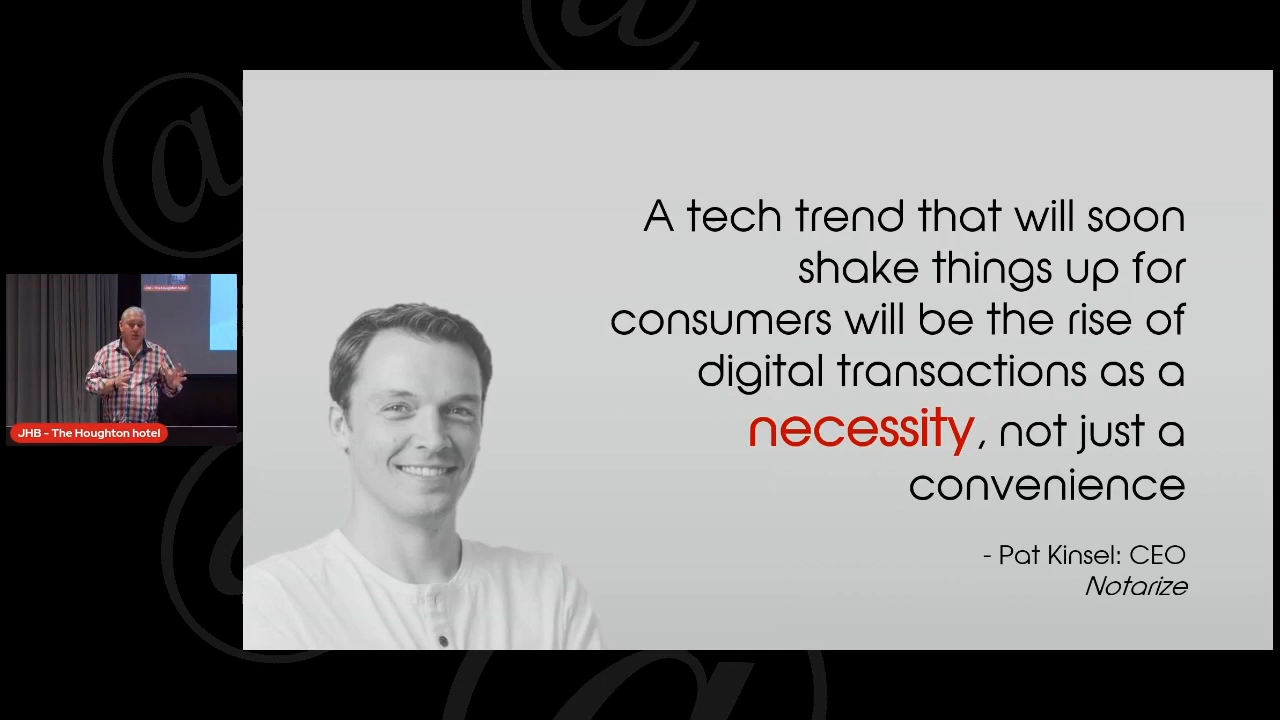 A tech trend that will soon
shake things up for
consumers will be the rise of
digital transactions as a
necessity, not just a
convenience
- Pat Kinsel: CEO
Notarize
JHB - The Houghton hotel